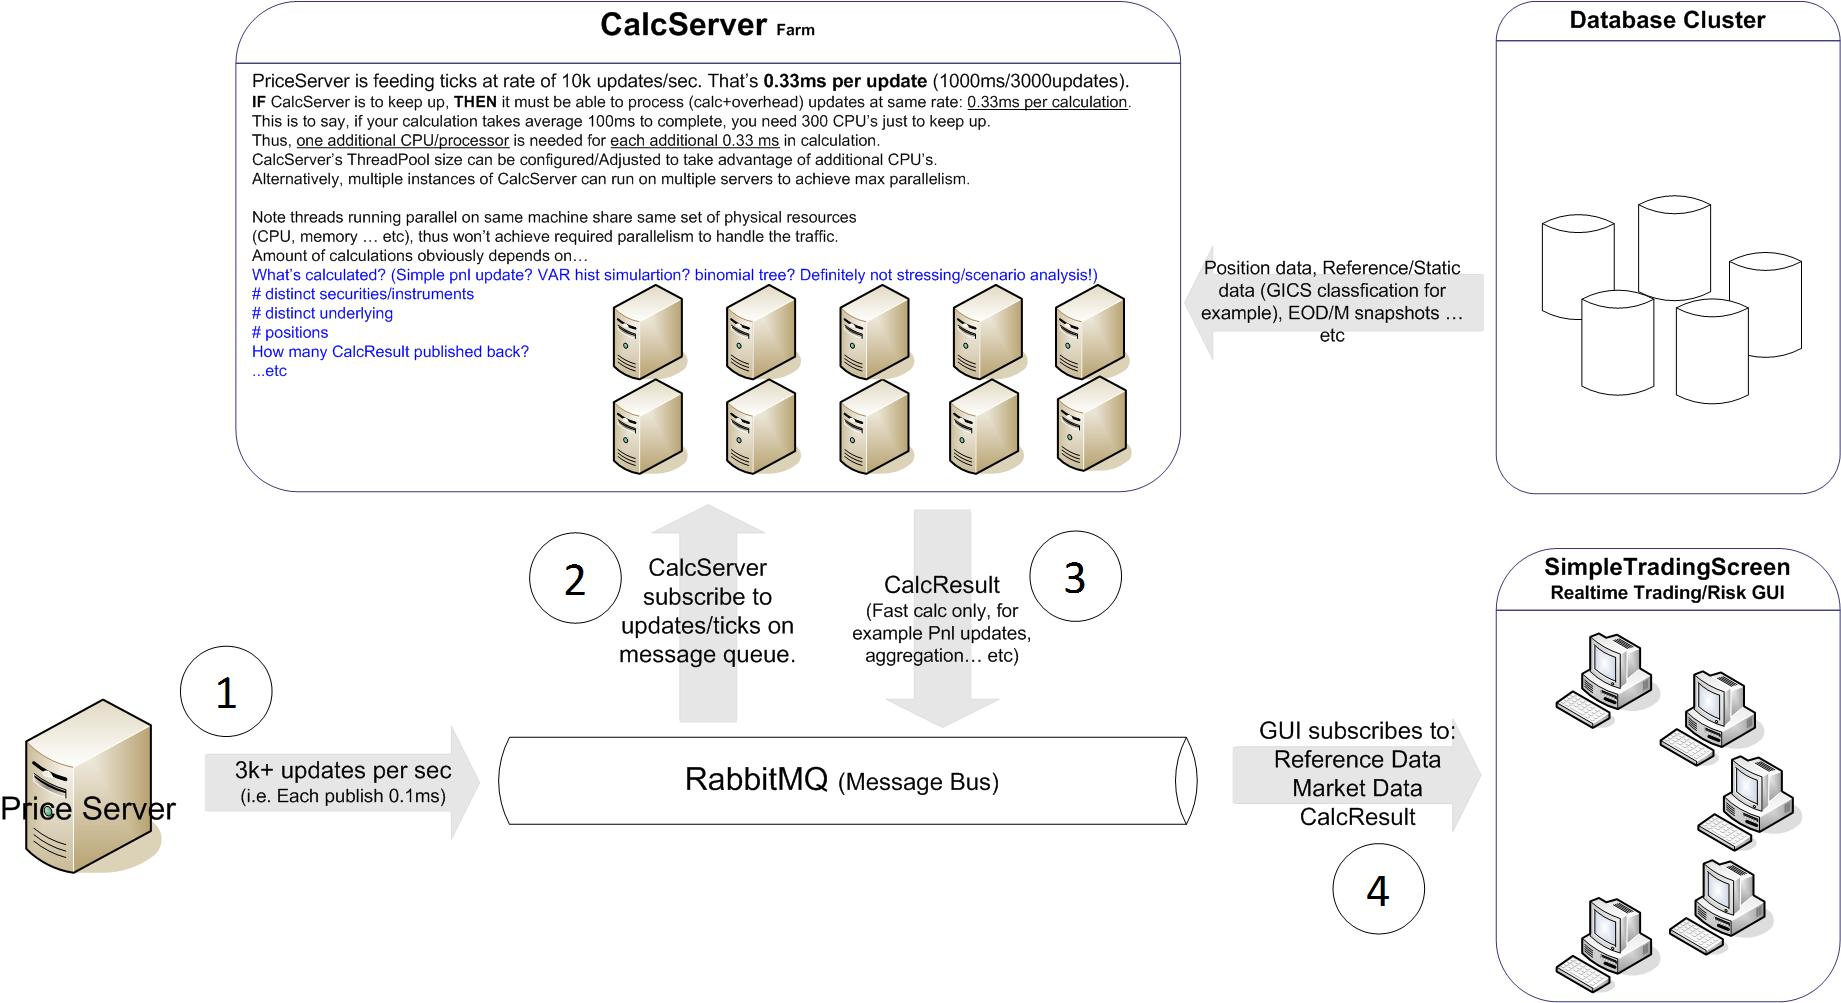 CalcServer Farm
PriceServer is feeding ticks at rate of 10k updates/sec. That's 0.33ms per update (1000ms/3000updates).
IF CalcServer is to keep up, THEN it must be able to process (calc+overhead) updates at same rate: 0.33ms per calculation.
This is to say, if your calculation takes average 100ms to complete, you need 300 CPU's just to keep up.
Thus, one additional CPU/processor is needed for each additional 0.33 ms in calculation.
CalcServer's ThreadPool size can be configured/Adjusted to take advantage of additional CPU's.
Alternatively, multiple instances of CalcServer can run on multiple servers to achieve max parallelism.
Note threads running parallel on same machine share same set of physical resources
(CPU, memory … etc), thus won't achieve required parallelism to handle the traffic.
Amount of calculations obviously depends on…
What's calculated? (Simple pnl update? VAR hist simulartion? binomial tree? Definitely not stressing/scenario analysis!)
# distinct securities/instruments
# distinct underlying
# positions
How many CalcResult published back?
...etc
Database Cluster
Position data, Reference/Static
data (GICS classfication for
example), EOD/M snapshots …
etc
2
CalcServer
subscribe to
updates/ticks on
message queue.
CalcResult
(Fast calc only, for
example Pnl updates,
aggregation… etc)
3
SimpleTradingScreen
Realtime Trading/Risk GUI
1
Price Server
3k+ updates per sec
(i.e. Each publish 0.1ms)
RabbitMQ (Message Bus)
GUI subscribes to:
Reference Data
Market Data
CalcResult
4